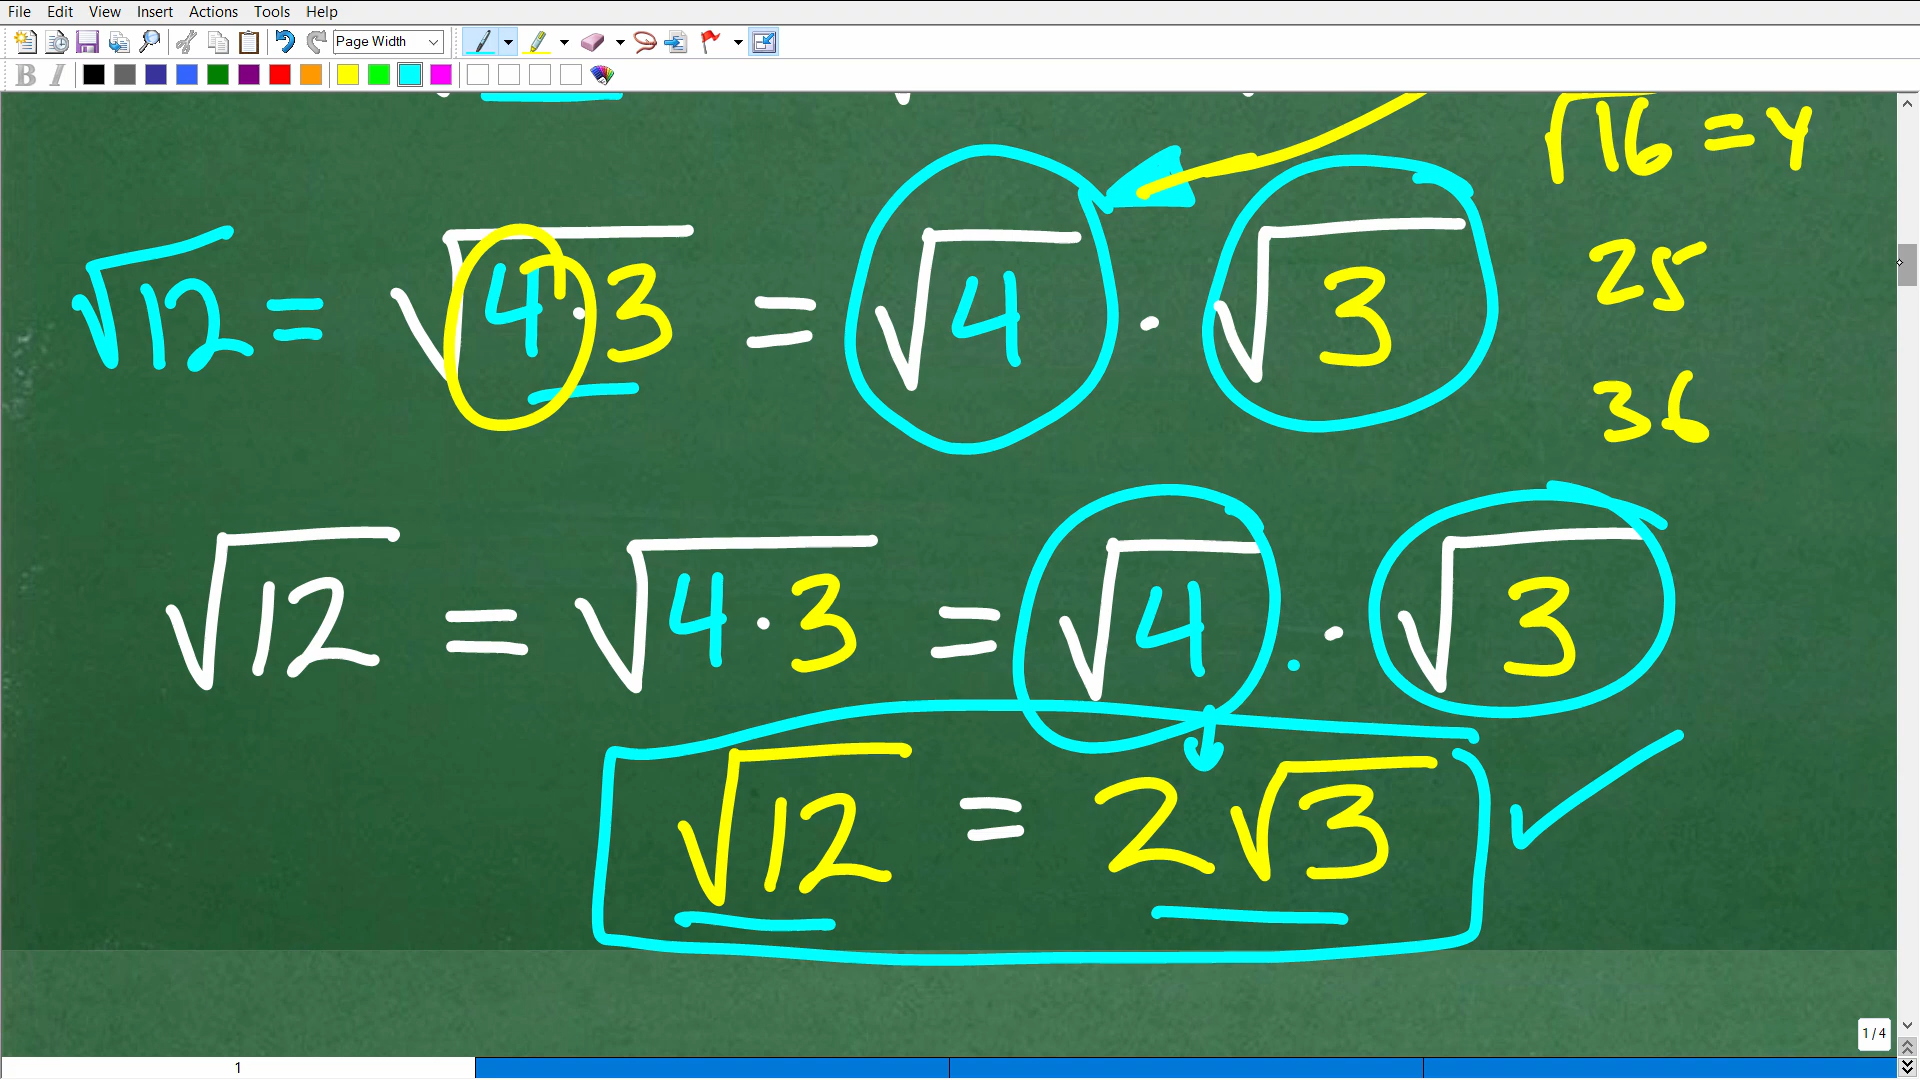 File Edit View Insert Actions Tools Help
Page Width
B I
√16 = Y
√12 = √4·3 = √4 · √3
25
36
√12 = √4·3 = √4 · √3
√12 = 2√3
1 / 4
1